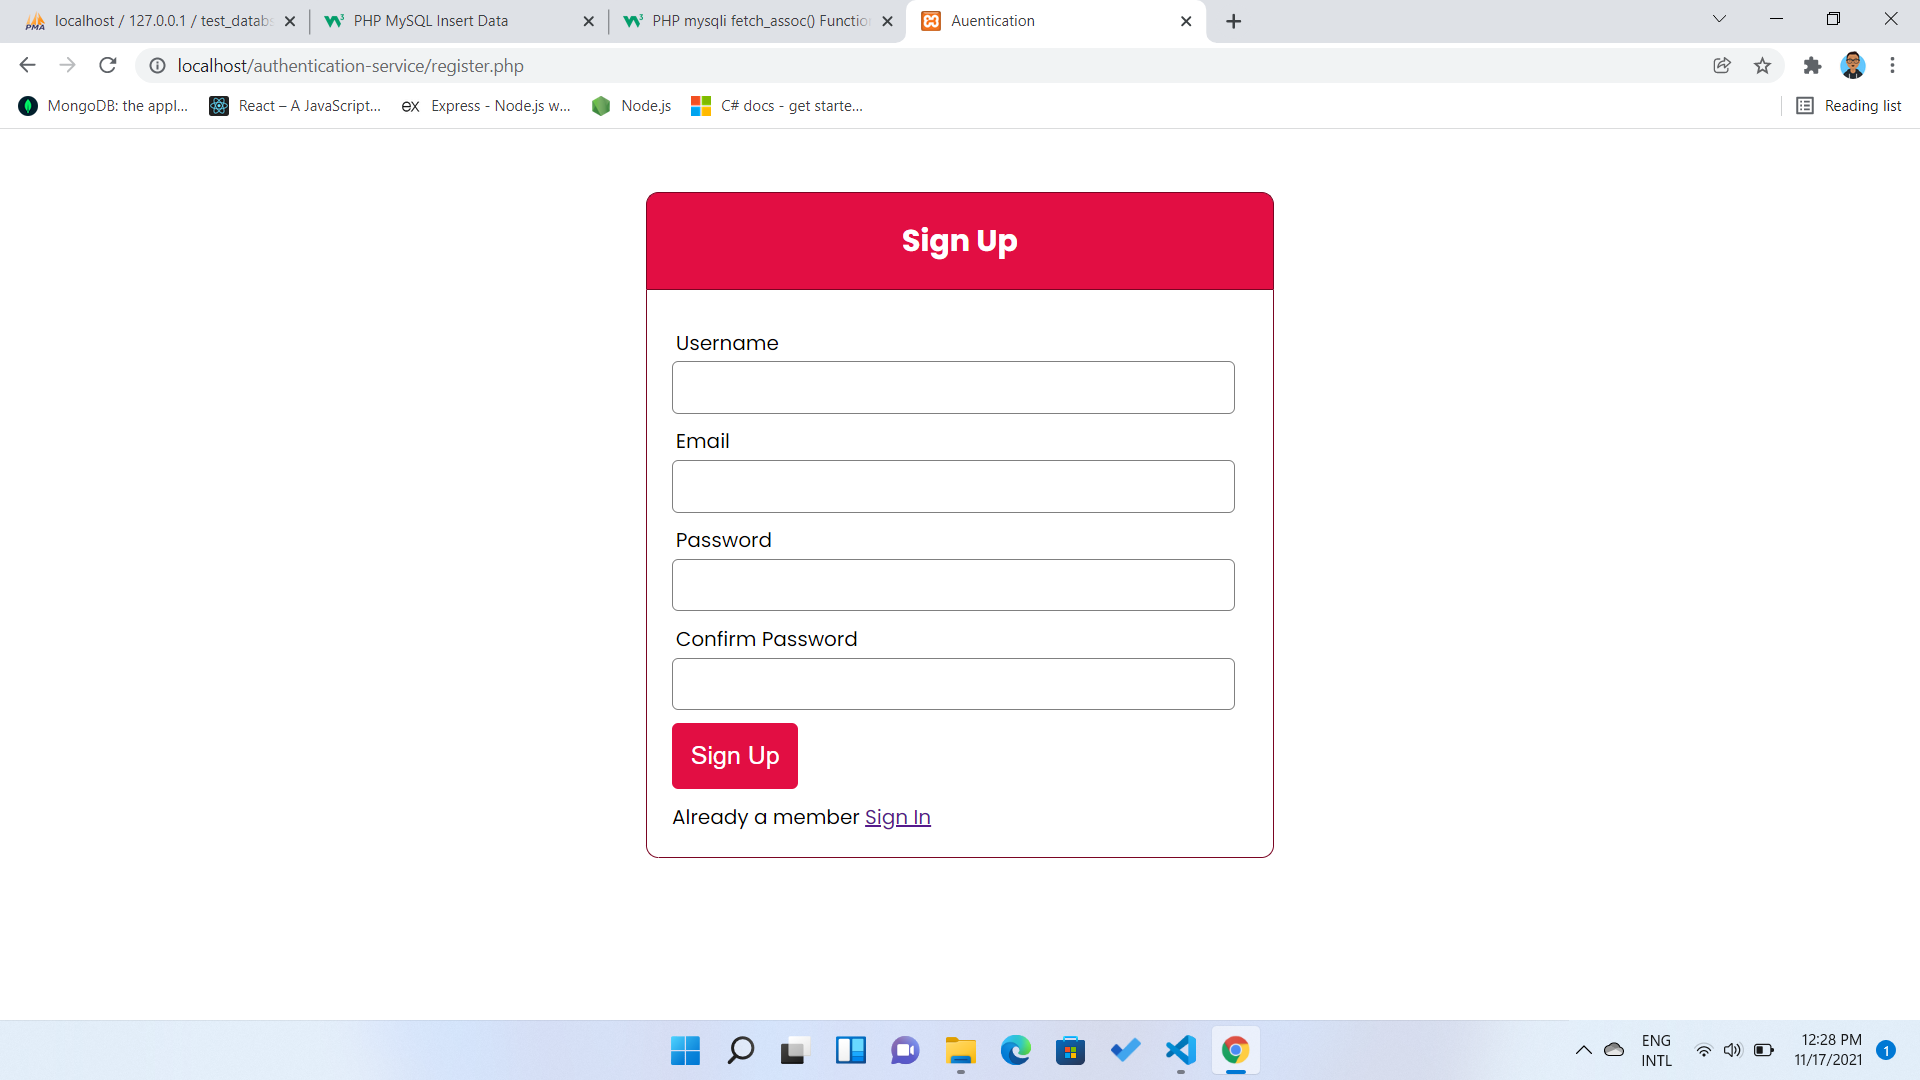 localhost / 127.0.0.1 / test_datab
PHP MySQL Insert Data
PHP mysqli fetch_assoc() Functio
Auentication
localhost/authentication-service/register.php
MongoDB: the appl...
React – A JavaScript...
ex
Express - Node.js w...
Node.js
C# docs - get starte...
Reading list
Sign Up
Username
Email
Password
Confirm Password
Sign Up
Already a member Sign In
ENG
INTL
12:28 PM
11/17/2021
1